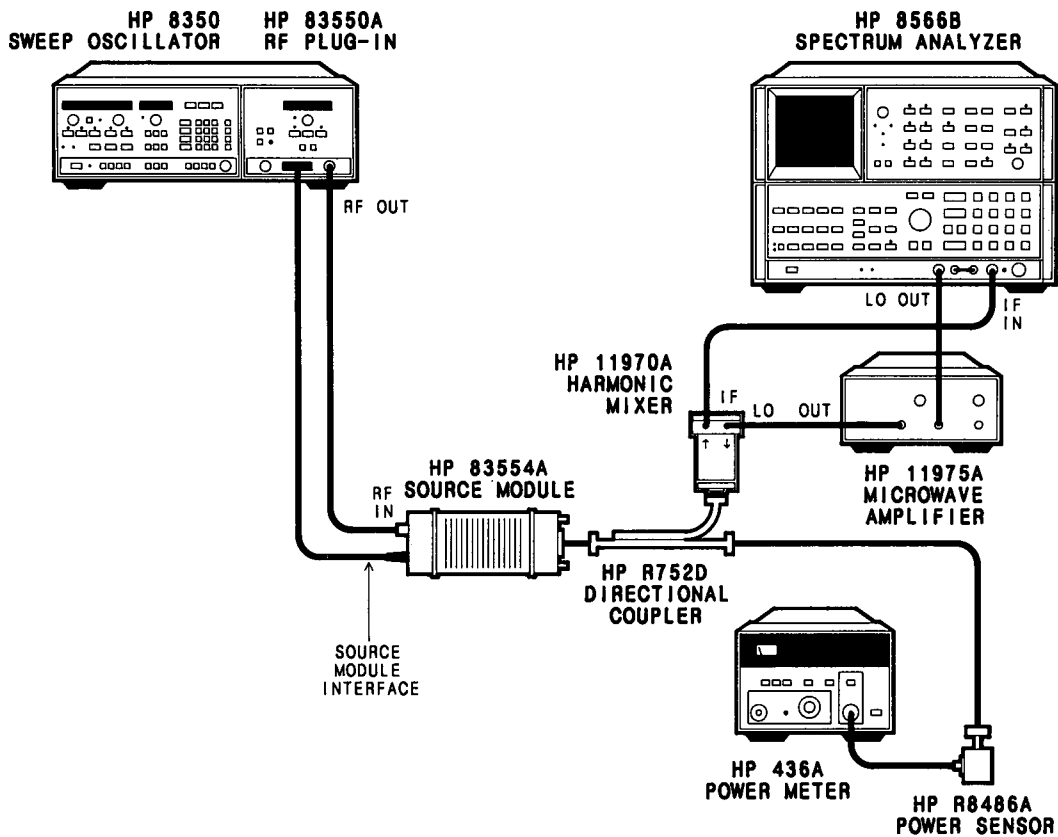 HP 8350
SWEEP OSCILLATOR
HP 83550A
RF PLUG-IN
HP 8566B
SPECTRUM ANALYZER
RF OUT
LO OUT
IF
IN
HP 11970A
HARMONIC
MIXER
IF
LO OUT
HP 11975A
MICROWAVE
AMPLIFIER
HP 83554A
SOURCE MODULE
RF
IN
HP R752D
DIRECTIONAL
COUPLER
SOURCE
MODULE
INTERFACE
HP 436A
POWER METER
HP R8486A
POWER SENSOR